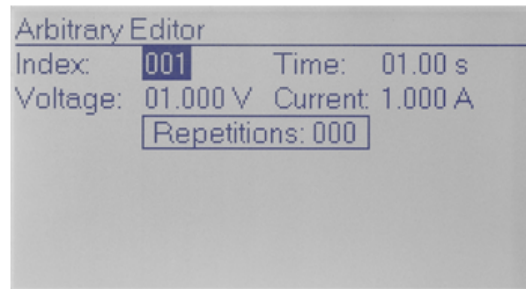 Arbitrary Editor
Index: 001 Time: 01.00 s
Voltage: 01.000 V Current: 1.000 A
Repetitions: 000